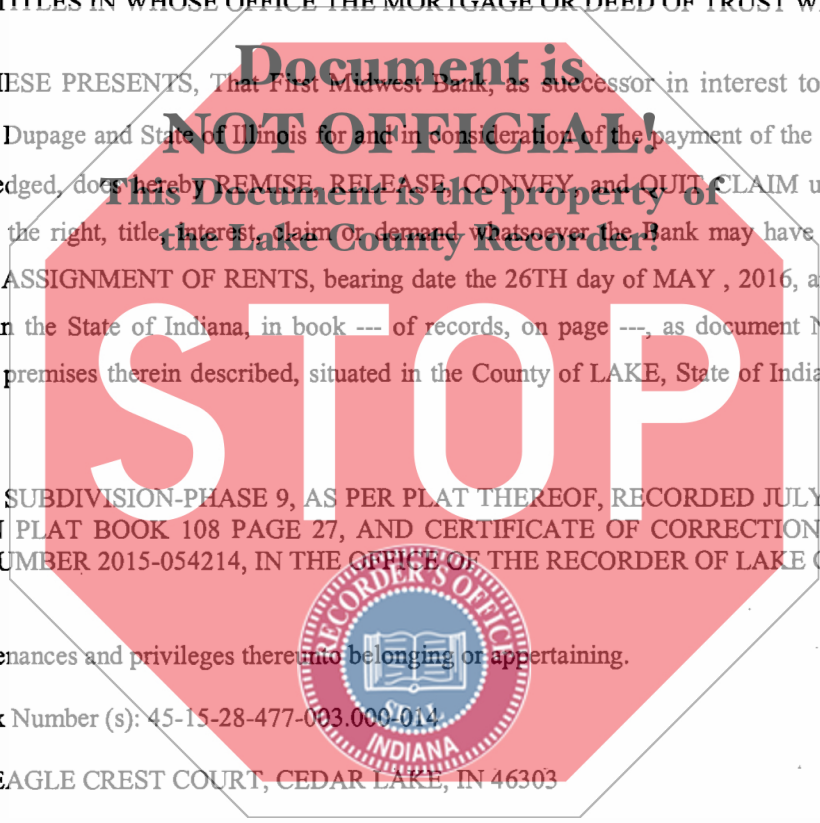 TITLES IN WHOSE OFFICE THE MORTGAGE OR DEED OF TRUST W
Document is
ESE PRESENTS, That First Midwest Bank, as successor in interest to
NOT OFFICIAL!
Dupage and State of Illinois for and in consideration of the payment of the
This Document is the property of
edged, does hereby REMISE, RELEASE, CONVEY, and QUIT CLAIM u
the Lake County Recorder!
the right, title, interest, claim or demand whatsoever the Bank may have
ASSIGNMENT OF RENTS, bearing date the 26TH day of MAY , 2016, a
n the State of Indiana, in book --- of records, on page ---, as document N
premises therein described, situated in the County of LAKE, State of India
STOP
SUBDIVISION-PHASE 9, AS PER PLAT THEREOF, RECORDED JULY
PLAT BOOK 108 PAGE 27, AND CERTIFICATE OF CORRECTION
UMBER 2015-054214, IN THE OFFICE OF THE RECORDER OF LAKE C
RECORDER'S OFFICE
SEAL
INDIANA
enances and privileges thereunto belonging or appertaining.
x Number (s): 45-15-28-477-003.000-014
EAGLE CREST COURT, CEDAR LAKE, IN 46303